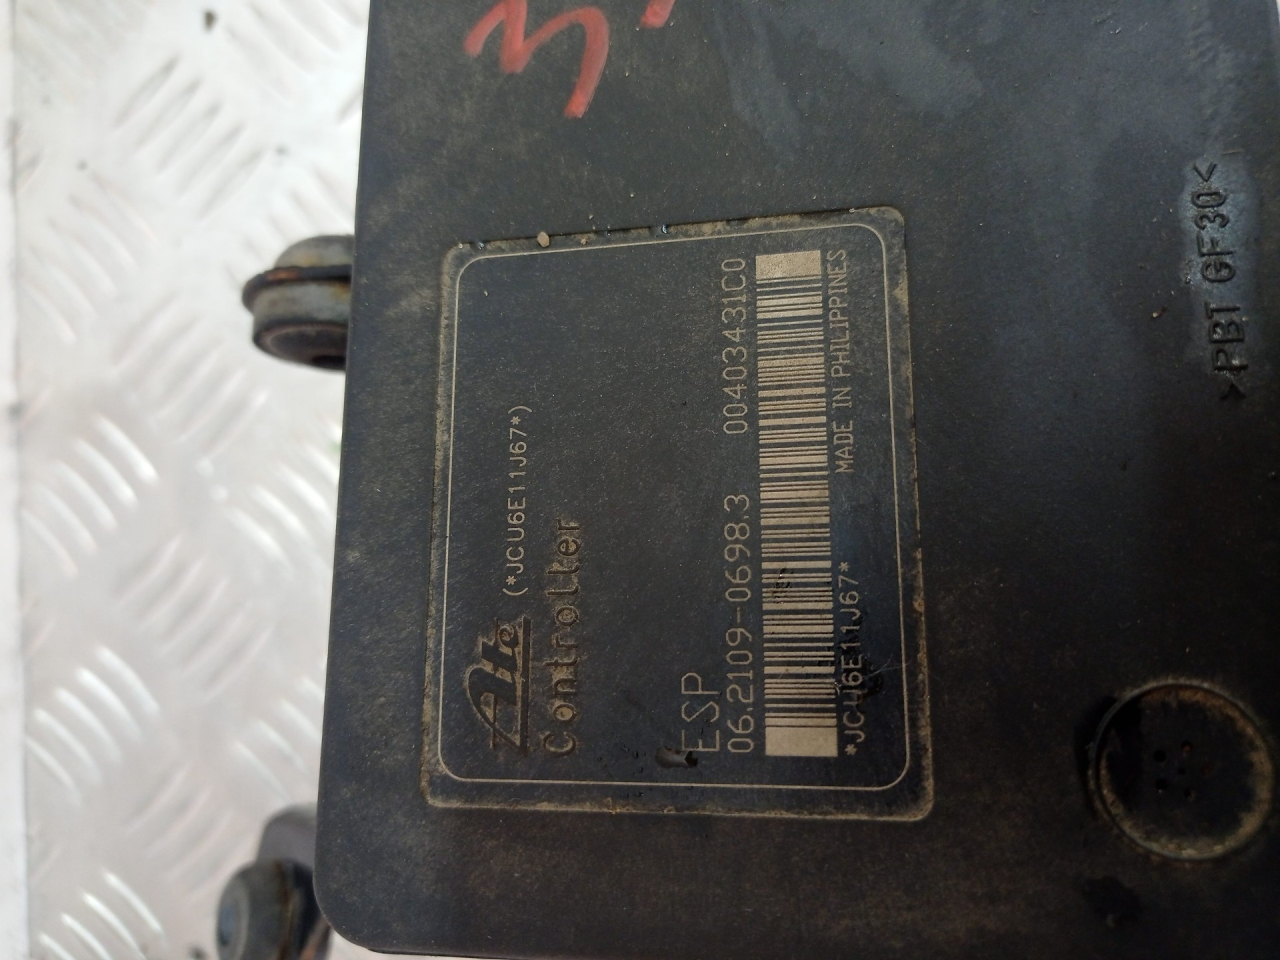 Ate (*JCU6E11J67*)
Controller
ESP
06.2109-0698.3 00403431C0
*JCU6E11J67* MADE IN PHILIPPINES
>PBT GF30<